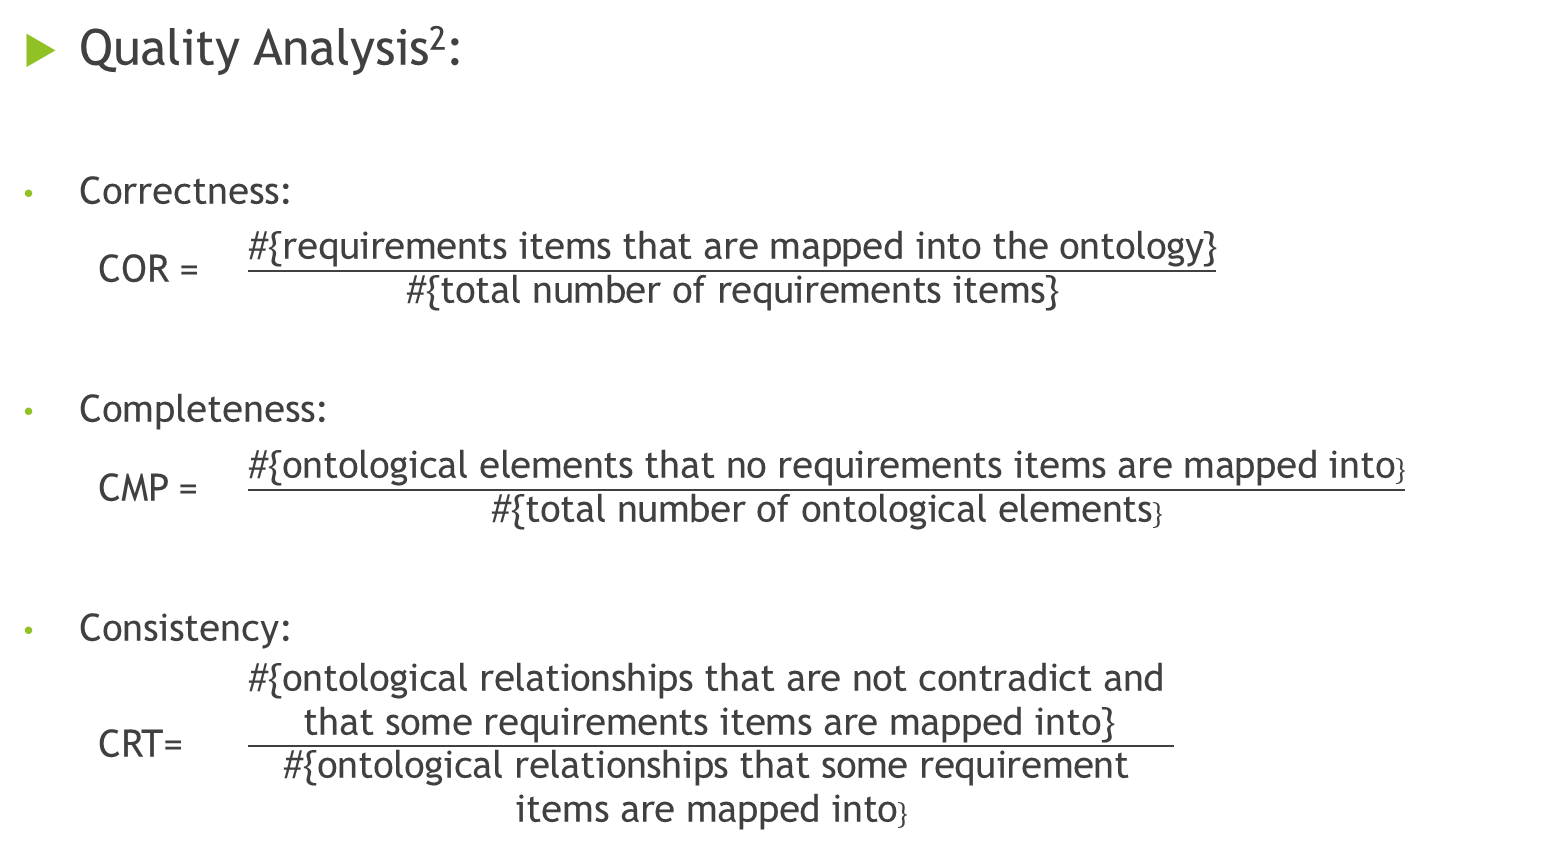 Quality Analysis²:
Correctness:
#{requirements items that are mapped into the ontology}
COR =
#{total number of requirements items}
Completeness:
#{ontological elements that no requirements items are mapped into}
CMP =
#{total number of ontological elements}
Consistency:
#{ontological relationships that are not contradict and
that some requirements items are mapped into}
CRT=
#{ontological relationships that some requirement
items are mapped into}